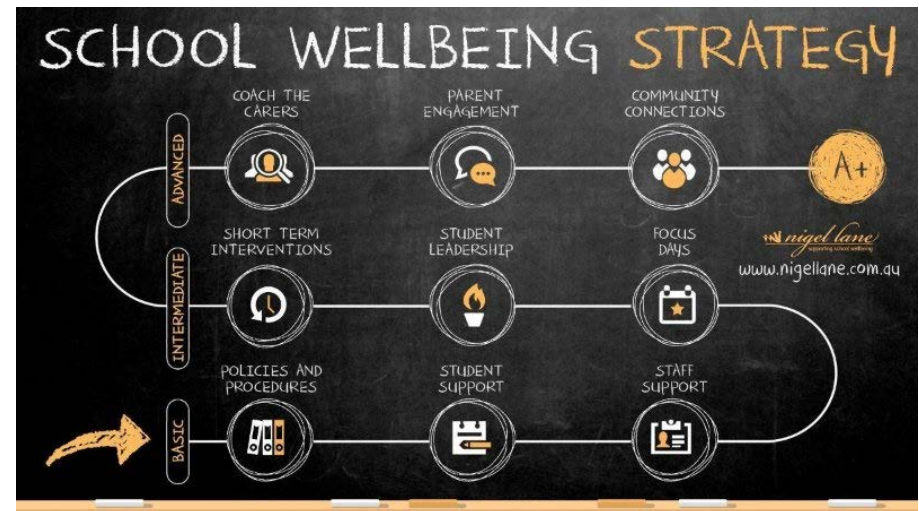 SCHOOL WELLBEING STRATEGY
COACH THE
CARERS
PARENT
ENGAGEMENT
COMMUNITY
CONNECTIONS
ADVANCED
A+
SHORT TERM
INTERVENTIONS
STUDENT
LEADERSHIP
FOCUS
DAYS
nigel lane
supporting school wellbeing
www.nigellane.com.au
INTERMEDIATE
POLICIES AND
PROCEDURES
STUDENT
SUPPORT
STAFF
SUPPORT
BASIC